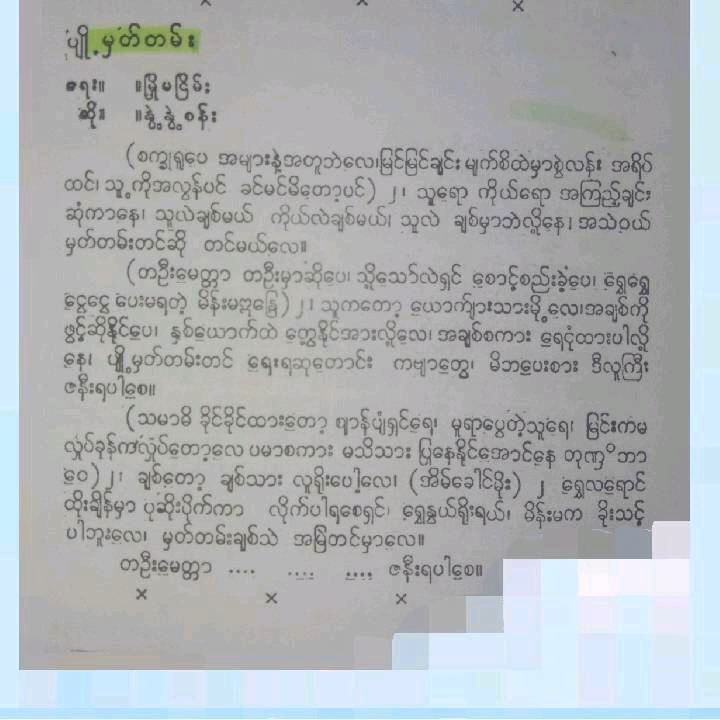 × × ×
ပျို့မှတ်တမ်း
ရေး။ ။မြို့မငြိမ်း
ဆို။ ။နွဲ့နွဲ့စန်း
(စက္ခုရူပေ အများနဲ့အတူဘဲလေ၊မြင်မြင်ချင်း မျက်စိထဲမှာစွဲလန်း အရိပ်
ထင်၊ သူ့ကိုအလွန်ပင် ခင်မင်မိတော့ပင်) ၂၊ သူရော ကိုယ်ရော အကြည့်ချင်း
ဆုံကာနေ၊ သူယဲချစ်မယ် ကိုယ်လဲချစ်မယ်၊ သူလဲ ချစ်မှာဘဲလို့နေ၊ အသဲဝယ်
မှတ်တမ်းတင်ဆို တင်မယ်လေ။
(တဦးမေတ္တာ တဦးမှာဆိုပေ၊ သို့သော်လဲရှင် စောင့်စည်းခဲ့ပေ၊ ရွှေရွှေ
ငွေငွေ ပေးမရတဲ့ မိန်းမဣန္ဒြေ) ၂၊ သူကတော့ ယောက်ျားသားမို့လေ၊အချစ်ကို
ဖွင့်ဆိုနိုင်ပေ၊ နှစ်ယောက်ထဲ တွေ့နိုင်အားလို့လေ၊ အချစ်စကား ရေငုံထားပါလို့
နေ၊ ပျို့မှတ်တမ်းတင် ရှေးရဆုတောင်း ကဗျာတွေ၊ မိဘပေးစား ဒီလူကြီး
ဇနီးရပါစေ။
(သမာဓိ ခိုင်ခိုင်ထားတော့ ဈာန်ပျံရှင်ရေ၊ မူရာပွေတဲ့သူရေ၊ မြင်းကမ
လှုပ်ခုန်ကလှုပ်တော့လေ ပမာစကား မသိသား ပြုနေနိုင်အောင်နေ ဘုဏှိဘာ
ဝေ) ၂၊ ချစ်တော့ ချစ်သား လူရိုးပေါ့လေ၊ (အိမ်ခေါင်မိုး) ၂ ရွှေလရောင်
ထိုးချိန်မှာ ပုဆိုးပိုက်ကာ လိုက်ပါရစေရှင်၊ ရွှေနွယ်ရိုးရယ်၊ မိန်းမက ခိုးသင့်
ပါဘူးလေ၊ မှတ်တမ်းချစ်သဲ အမြဲတင်မှာလေ။
တဦးမေတ္တာ .... .... .... ဇနီးရပါစေ။
× × ×